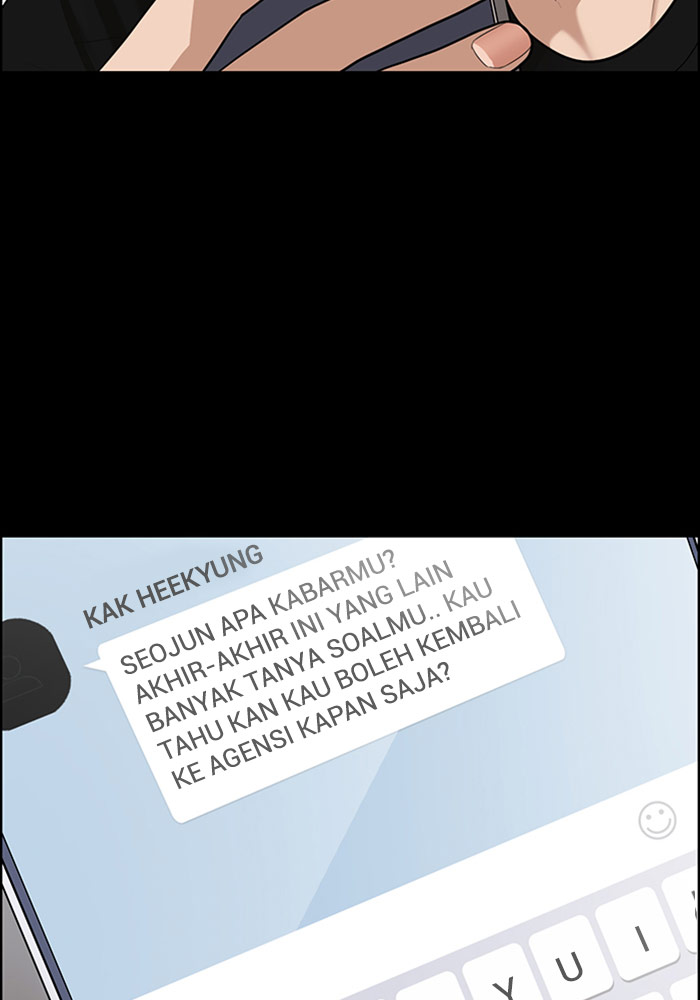 KAK HEEKYUNG
SEOJUN APA KABARMU?
AKHIR-AKHIR INI YANG LAIN
BANYAK TANYA SOALMU.. KAU
TAHU KAN KAU BOLEH KEMBALI
KE AGENSI KAPAN SAJA?
Y U I